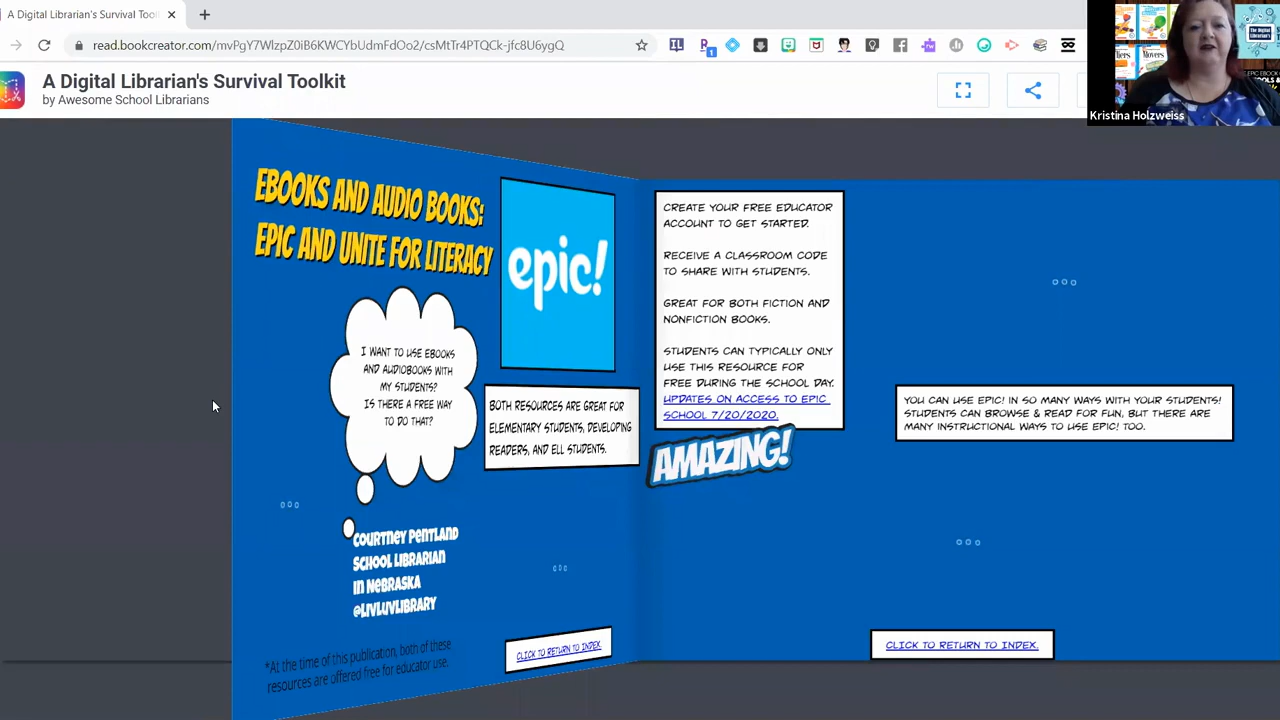 A Digital Librarian's Survival Tool
read.bookcreator.com/mvPgY7WlzpZ0iB6KWCYbUdmFdOo2/
A Digital Librarian's Survival Toolkit
by Awesome School Librarians
Kristina Holzweiss
EBOOKS AND AUDIO BOOKS:
EPIC AND UNITE FOR LITERACY
epic!
I WANT TO USE EBOOKS
AND AUDIOBOOKS WITH
MY STUDENTS?
IS THERE A FREE WAY
TO DO THAT?
BOTH RESOURCES ARE GREAT FOR
ELEMENTARY STUDENTS, DEVELOPING
READERS, AND ELL STUDENTS.
COURTNEY PENTLAND
SCHOOL LIBRARIAN
IN NEBRASKA
@LIVLUVLIBRARY
*At the time of this publication, both of these
resources are offered free for educator use.
CLICK TO RETURN TO INDEX.
CREATE YOUR FREE EDUCATOR
ACCOUNT TO GET STARTED.
RECEIVE A CLASSROOM CODE
TO SHARE WITH STUDENTS.
GREAT FOR BOTH FICTION AND
NONFICTION BOOKS.
STUDENTS CAN TYPICALLY ONLY
USE THIS RESOURCE FOR
FREE DURING THE SCHOOL DAY.
UPDATES ON ACCESS TO EPIC
SCHOOL 7/20/2020.
AMAZING!
YOU CAN USE EPIC! IN SO MANY WAYS WITH YOUR STUDENTS!
STUDENTS CAN BROWSE & READ FOR FUN, BUT THERE ARE
MANY INSTRUCTIONAL WAYS TO USE EPIC! TOO.
CLICK TO RETURN TO INDEX.